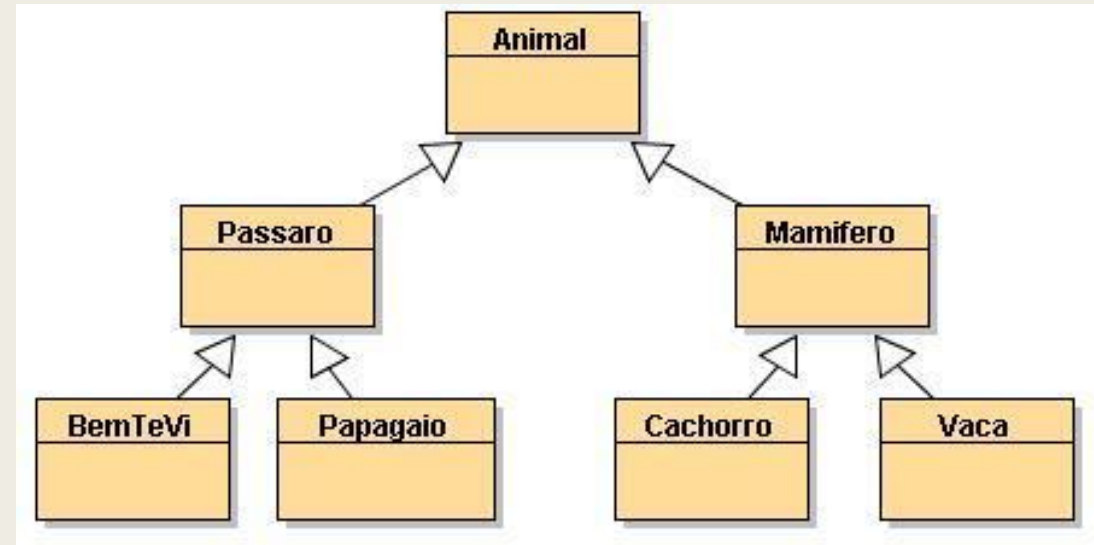 Animal
Passaro
Mamifero
BemTeVi
Papagaio
Cachorro
Vaca